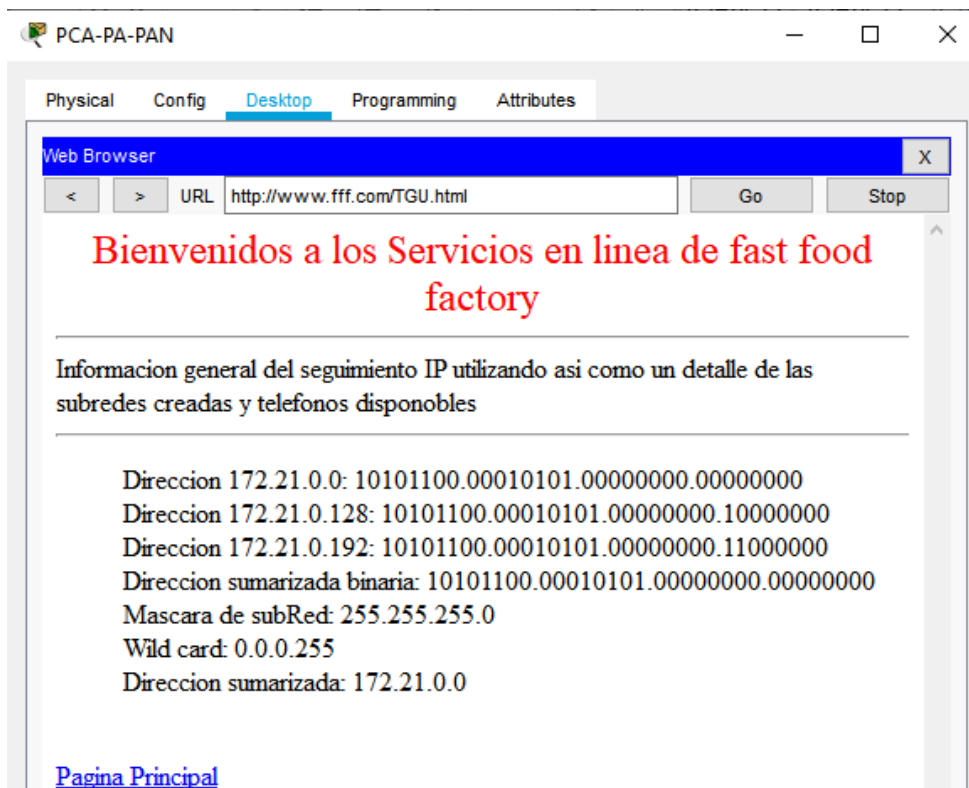 PCA-PA-PAN
Physical Config Desktop Programming Attributes
Web Browser X
< > URL http://www.fff.com/TGU.html Go Stop
Bienvenidos a los Servicios en linea de fast food
factory
Informacion general del seguimiento IP utilizando asi como un detalle de las
subredes creadas y telefonos disponobles
Direccion 172.21.0.0: 10101100.00010101.00000000.00000000
Direccion 172.21.0.128: 10101100.00010101.00000000.10000000
Direccion 172.21.0.192: 10101100.00010101.00000000.11000000
Direccion sumarizada binaria: 10101100.00010101.00000000.00000000
Mascara de subRed: 255.255.255.0
Wild card: 0.0.0.255
Direccion sumarizada: 172.21.0.0
Pagina Principal